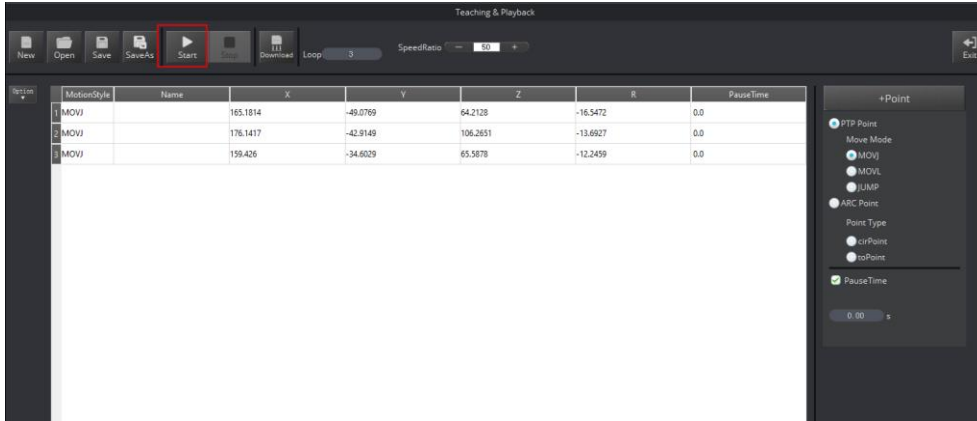 Teaching & Playback
New Open Save SaveAs Start Stop Download Loop 3 SpeedRatio − 50 + Exit
Option
MotionStyle Name X Y Z R PauseTime
1 MOVJ 165.1814 -49.0769 64.2128 -16.5472 0.0
2 MOVJ 176.1417 -42.9149 106.2651 -13.6927 0.0
3 MOVJ 159.426 -34.6029 65.5878 -12.2459 0.0
+Point
PTP Point
Move Mode
MOVJ
MOVL
JUMP
ARC Point
Point Type
cirPoint
toPoint
PauseTime
0.00 s